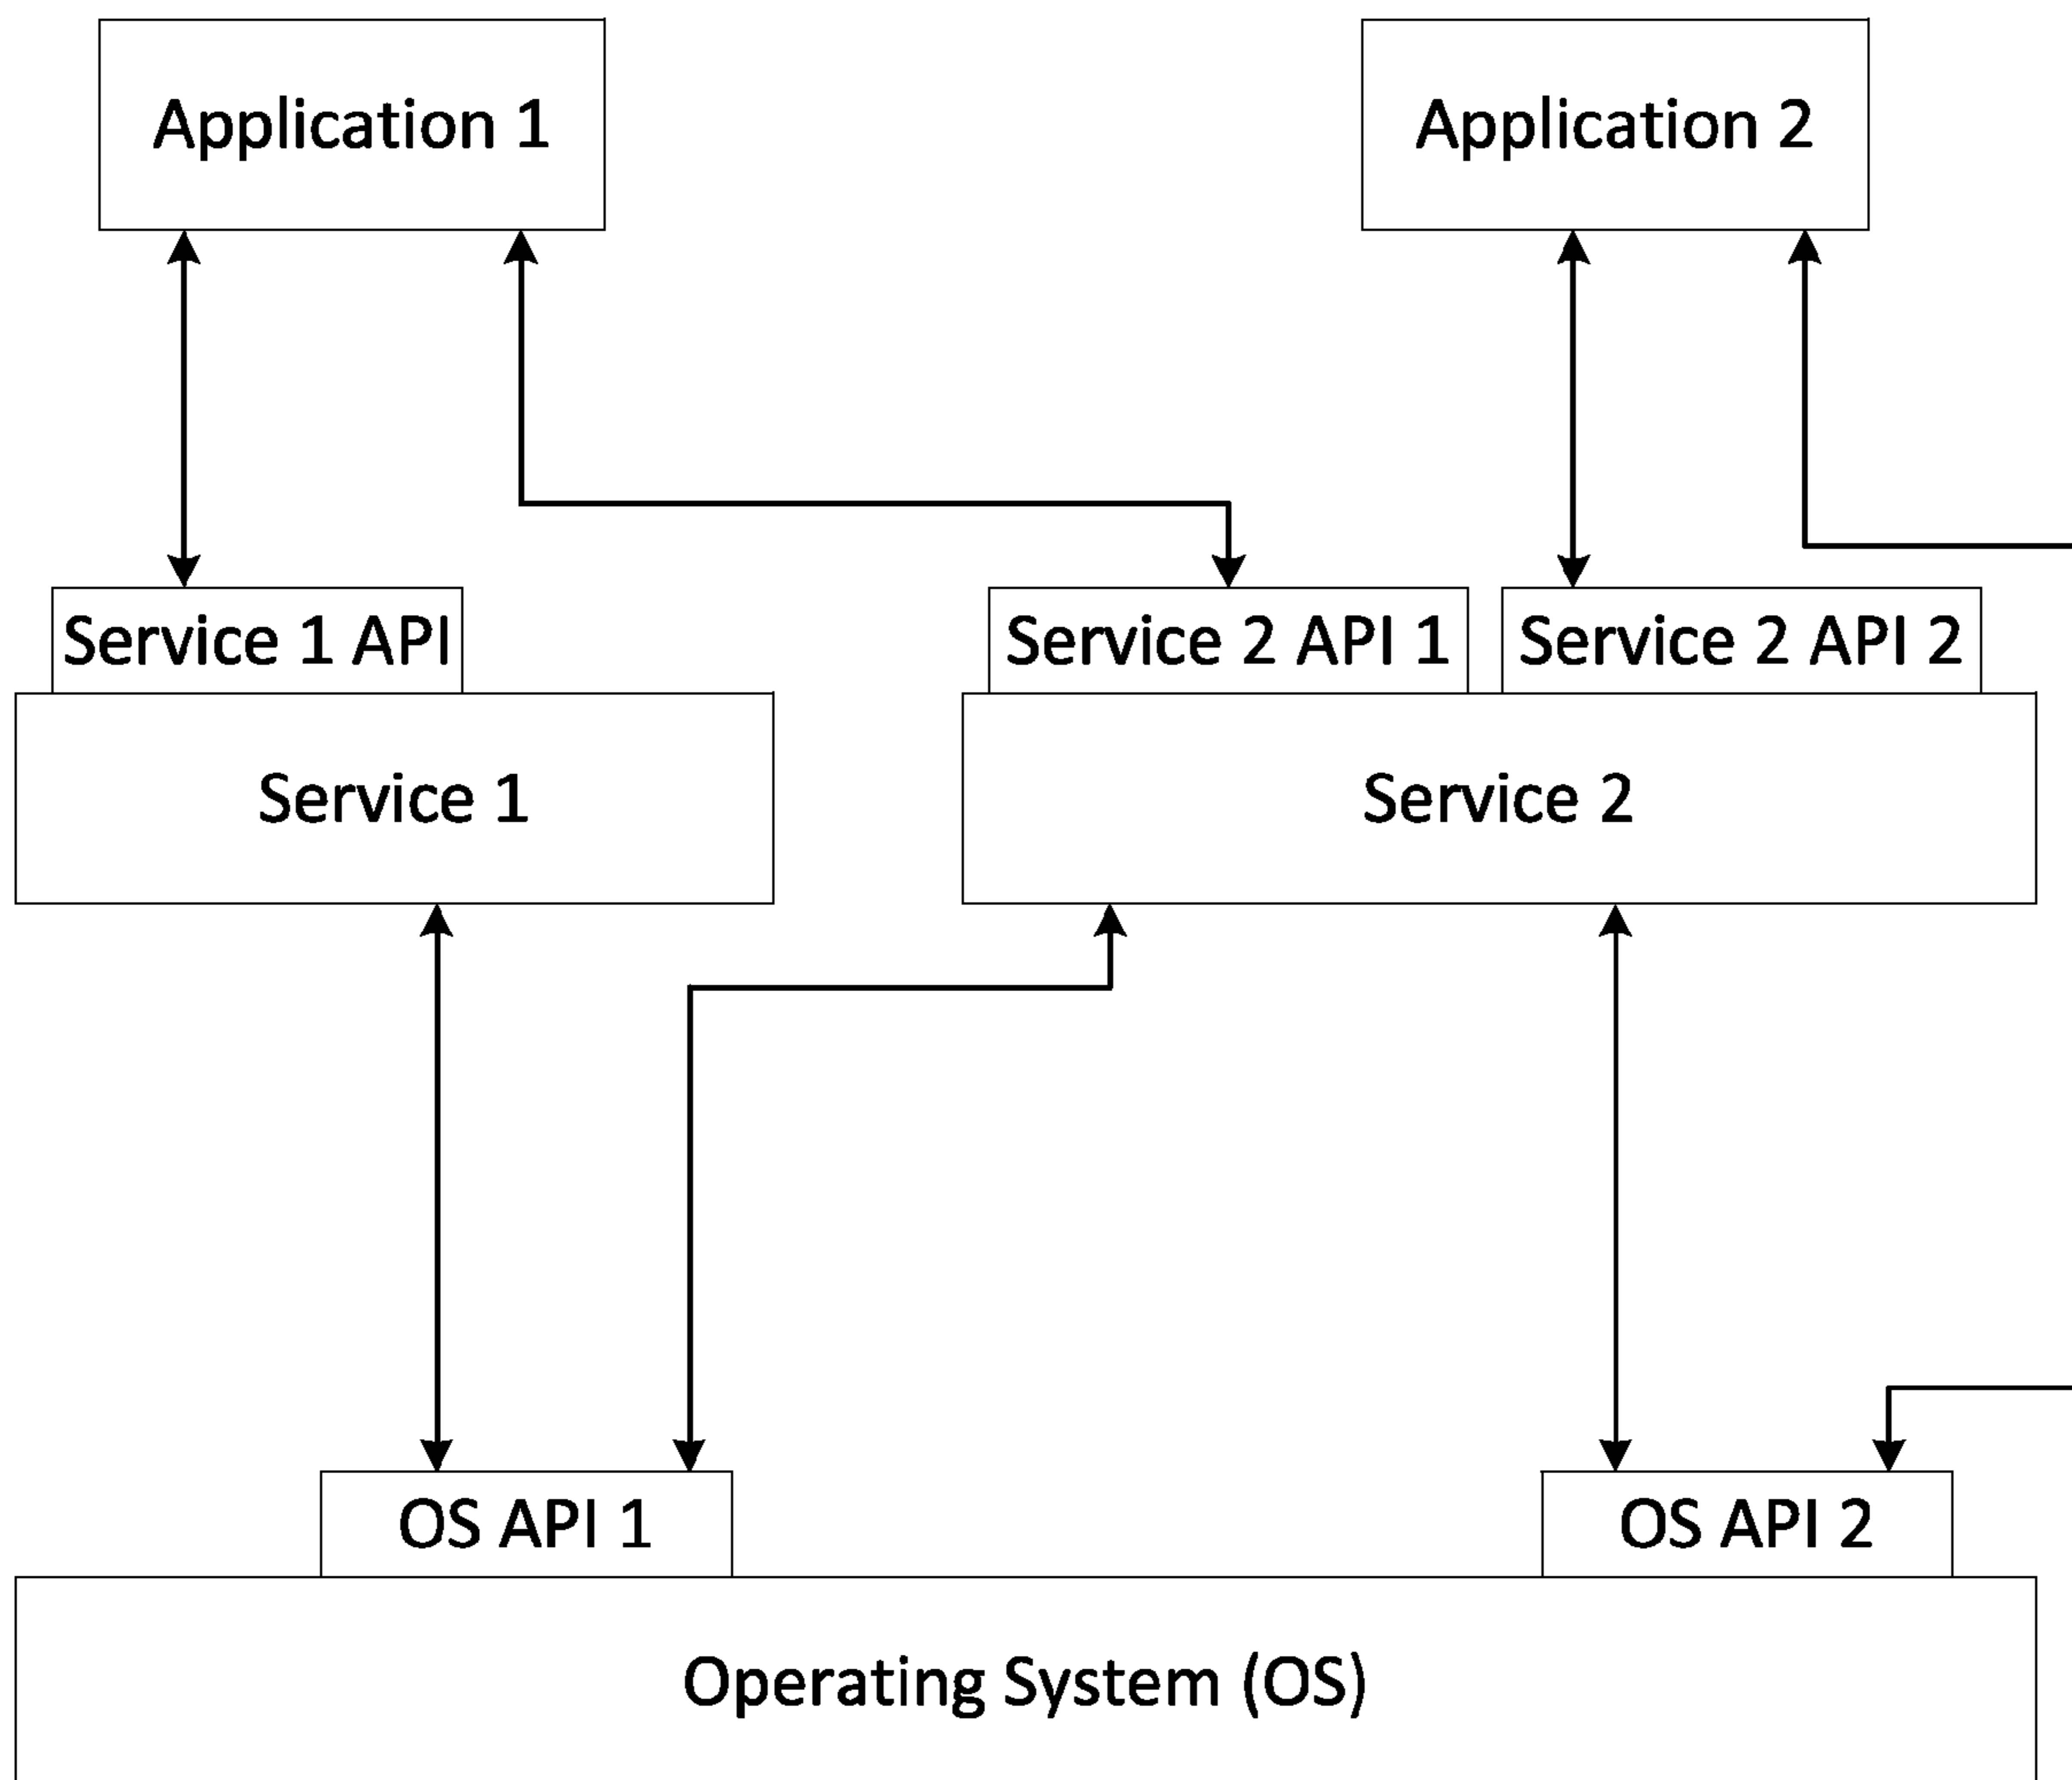 Application 1
Application 2
Service 1 API
Service 2 API 1
Service 2 API 2
Service 1
Service 2
OS API 1
OS API 2
Operating System (OS)